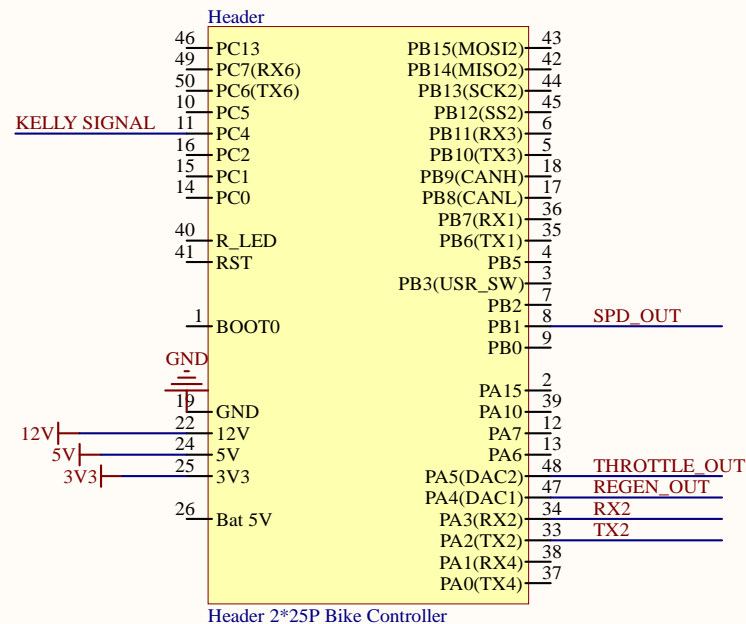 Header
46 PC13 PB15(MOSI2) 43
49 PC7(RX6) PB14(MISO2) 42
50 PC6(TX6) PB13(SCK2) 44
10 PC5 PB12(SS2) 45
KELLY SIGNAL 11 PC4 PB11(RX3) 6
16 PC2 PB10(TX3) 5
15 PC1 PB9(CANH) 18
14 PC0 PB8(CANL) 17
PB7(RX1) 36
40 R_LED PB6(TX1) 35
41 RST PB5 4
PB3(USR_SW) 3
PB2 7
1 BOOT0 PB1 8 SPD_OUT
PB0 9
GND
PA15 2
19 GND PA10 39
12V 22 12V PA7 12
5V 24 5V PA6 13
3V3 25 3V3 PA5(DAC2) 48 THROTTLE_OUT
PA4(DAC1) 47 REGEN_OUT
26 Bat 5V PA3(RX2) 34 RX2
PA2(TX2) 33 TX2
PA1(RX4) 38
PA0(TX4) 37
Header 2*25P Bike Controller